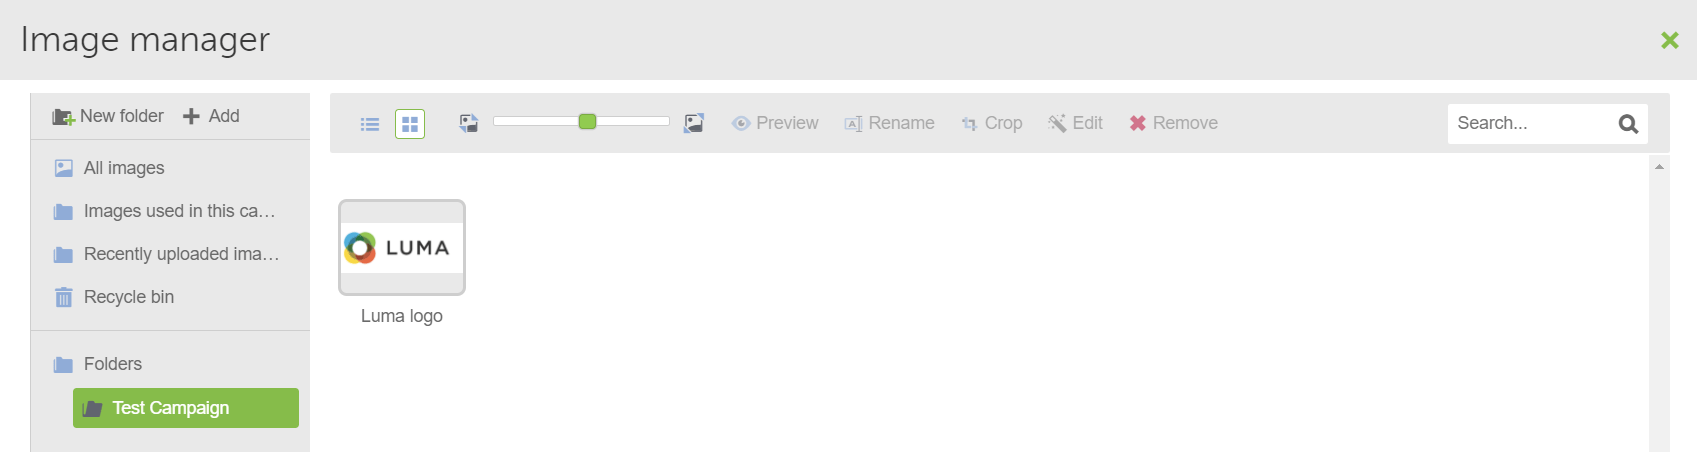 Image manager
New folder
Add
All images
Images used in this ca...
Recently uploaded ima...
Recycle bin
Folders
Test Campaign
Preview
Rename
Crop
Edit
Remove
Search...
LUMA
Luma logo